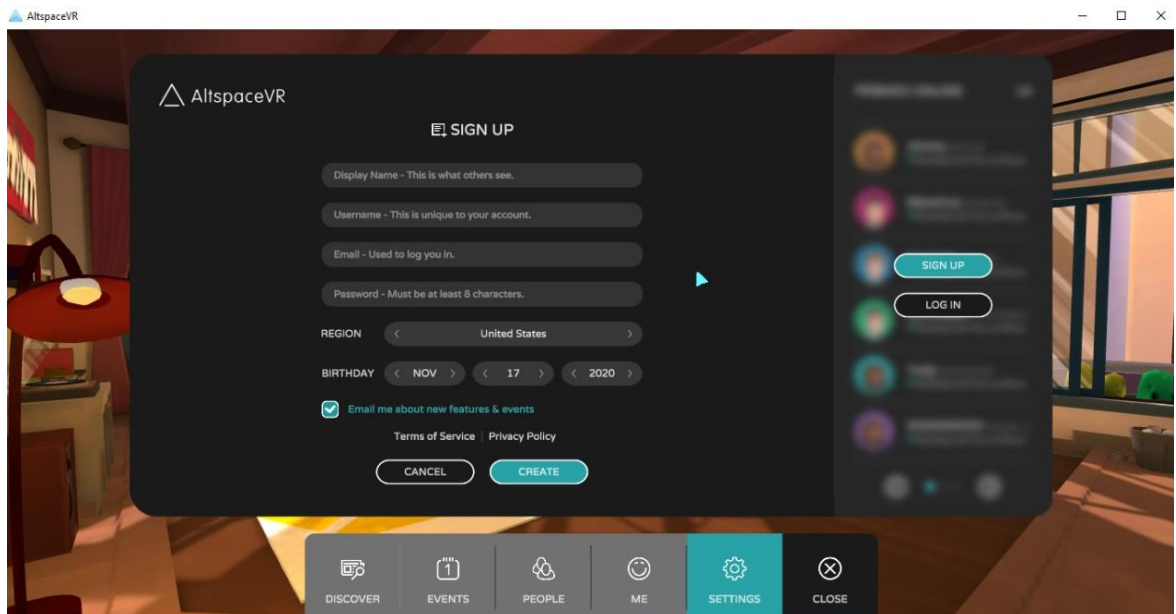 AltspaceVR
AltspaceVR
SIGN UP
Display Name - This is what others see.
Username - This is unique to your account.
Email - Used to log you in.
Password - Must be at least 8 characters.
REGION < United States >
BIRTHDAY < NOV > < 17 > < 2020 >
Email me about new features & events
Terms of Service | Privacy Policy
CANCEL CREATE
SIGN UP
LOG IN
1
DISCOVER EVENTS PEOPLE ME SETTINGS CLOSE